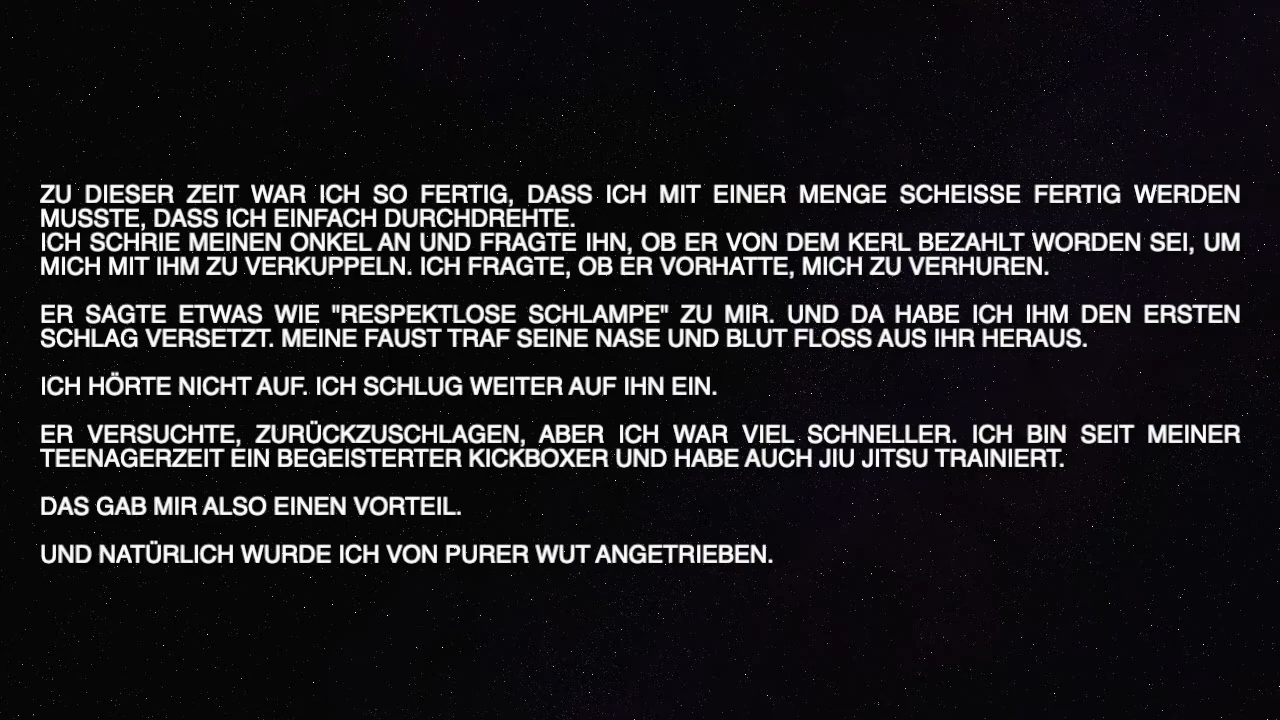 ZU DIESER ZEIT WAR ICH SO FERTIG, DASS ICH MIT EINER MENGE SCHEISSE FERTIG WERDEN
MUSSTE, DASS ICH EINFACH DURCHDREHTE.
ICH SCHRIE MEINEN ONKEL AN UND FRAGTE IHN, OB ER VON DEM KERL BEZAHLT WORDEN SEI, UM
MICH MIT IHM ZU VERKUPPELN. ICH FRAGTE, OB ER VORHATTE, MICH ZU VERHUREN.
ER SAGTE ETWAS WIE "RESPEKTLOSE SCHLAMPE" ZU MIR. UND DA HABE ICH IHM DEN ERSTEN
SCHLAG VERSETZT. MEINE FAUST TRAF SEINE NASE UND BLUT FLOSS AUS IHR HERAUS.
ICH HÖRTE NICHT AUF. ICH SCHLUG WEITER AUF IHN EIN.
ER VERSUCHTE, ZURÜCKZUSCHLAGEN, ABER ICH WAR VIEL SCHNELLER. ICH BIN SEIT MEINER
TEENAGERZEIT EIN BEGEISTERTER KICKBOXER UND HABE AUCH JIU JITSU TRAINIERT.
DAS GAB MIR ALSO EINEN VORTEIL.
UND NATÜRLICH WURDE ICH VON PURER WUT ANGETRIEBEN.